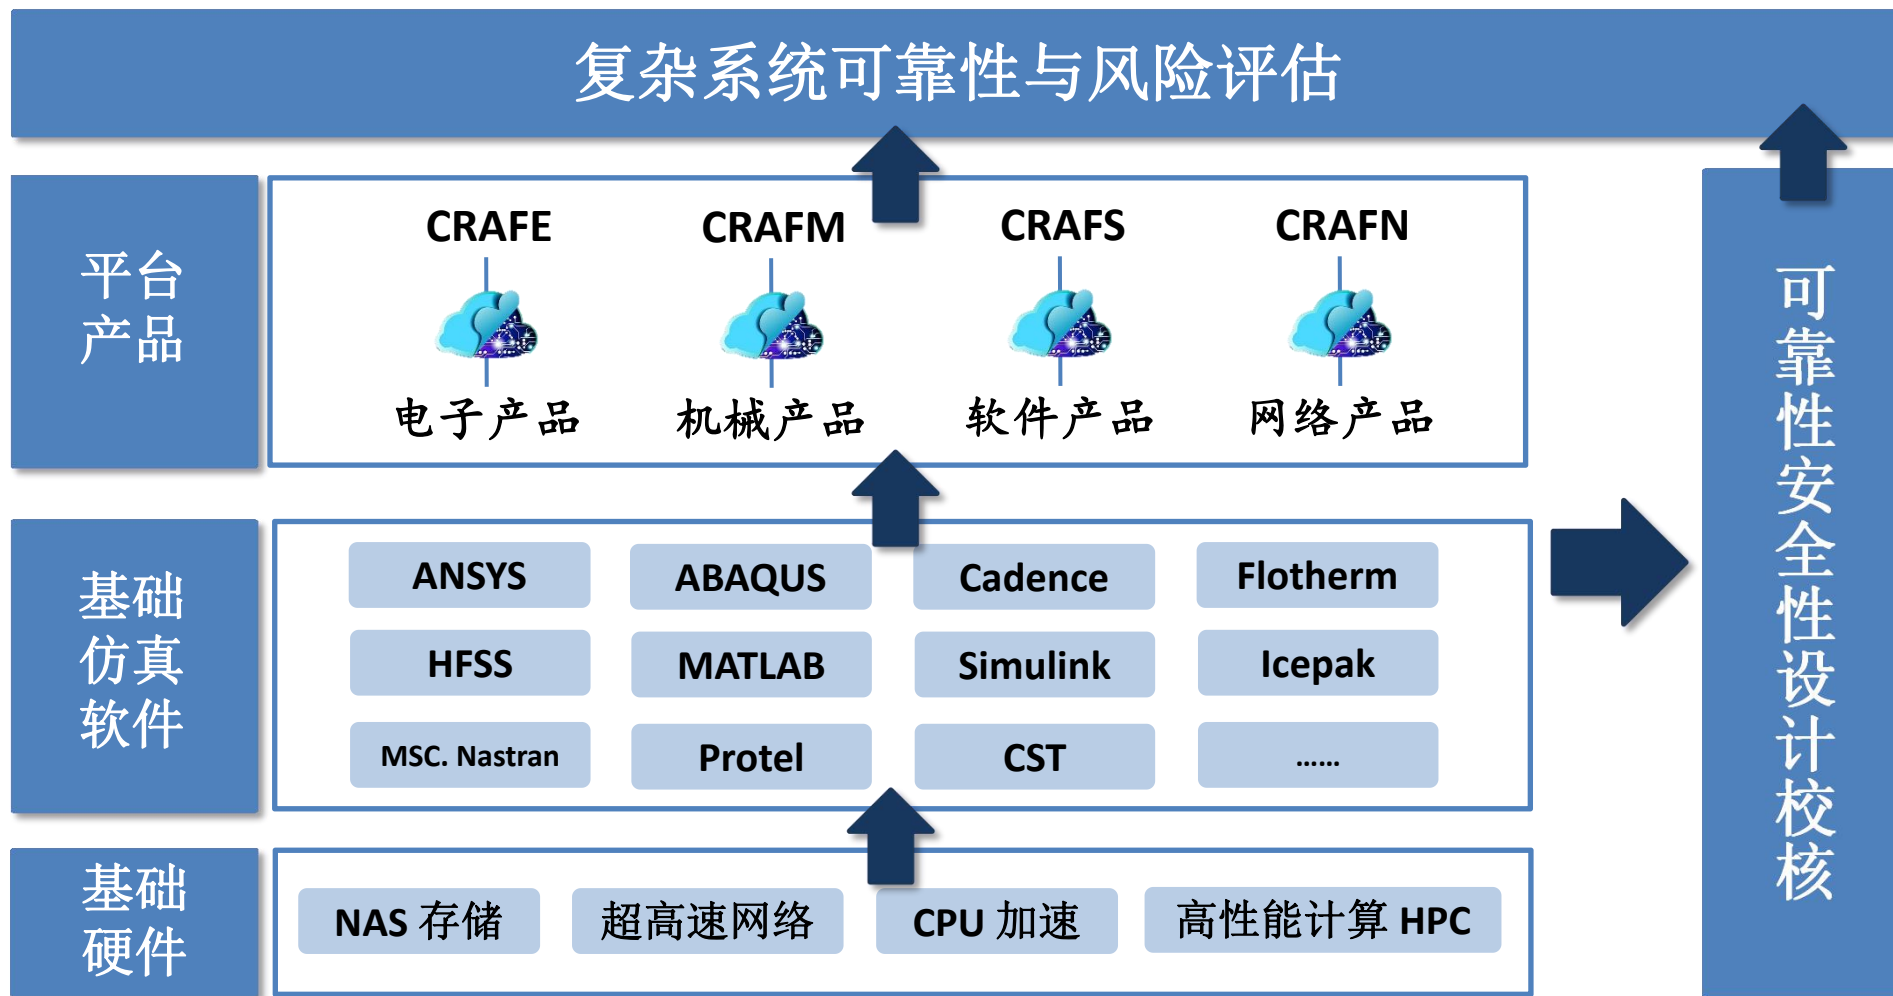 复杂系统可靠性与风险评估
平台
产品
CRAFE
CRAFM
CRAFS
CRAFN
电子产品
机械产品
软件产品
网络产品
基础
仿真
软件
ANSYS
ABAQUS
Cadence
Flotherm
HFSS
MATLAB
Simulink
Icepak
MSC. Nastran
Protel
CST
……
基础
硬件
NAS 存储
超高速网络
CPU 加速
高性能计算 HPC
可靠性安全性设计校核